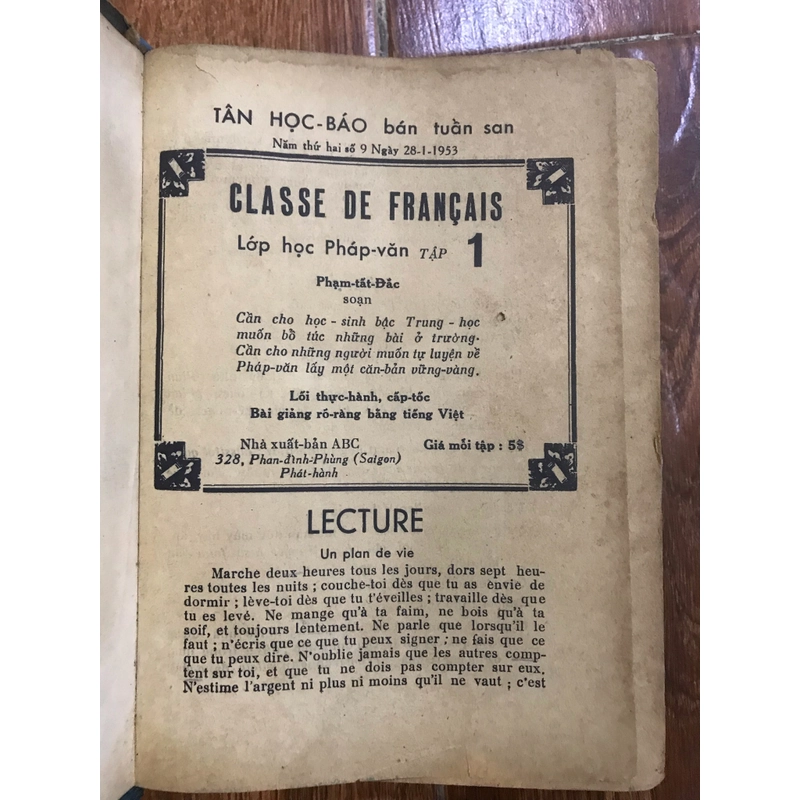 TÂN HỌC-BÁO bán tuần san
Năm thứ hai số 9 Ngày 28-1-1953
CLASSE DE FRANÇAIS
Lớp học Pháp-văn TẬP 1
Phạm-tất-Đắc
soạn
Cần cho học-sinh bậc Trung-học
muốn bồ túc những bài ở trường.
Cần cho những người muốn tự luyện về
Pháp-văn lấy một căn-bản vững-vàng.
Lối thực-hành, cấp-tốc
Bài giảng rõ-ràng bằng tiếng Việt
Nhà xuất-bản ABC Giá mỗi tập : 5$
328, Phan-đình-Phùng (Saigon)
Phát-hành
LECTURE
Un plan de vie
Marche deux heures tous les jours, dors sept heu-
res toutes les nuits ; couche-toi dès que tu as envie de
dormir ; lève-toi dès que tu t'éveilles ; travaille dès que
tu es levé. Ne mange qu'à ta faim, ne bois qu'à ta
soif, et toujours lentement. Ne parle que lorsqu'il le
faut ; n'écris que ce que tu peux signer ; ne fais que ce
que tu peux dire. N'oublie jamais que les autres comp-
tent sur toi, et que tu ne dois pas compter sur eux.
N'estime l'argent ni plus ni moins qu'il ne vaut ; c'est